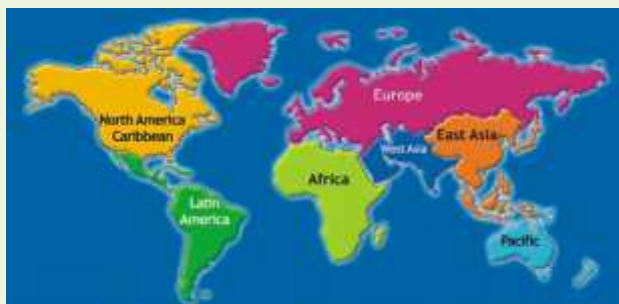 Europe
North America
Caribbean
East Asia
West Asia
Africa
Latin
America
Pacific